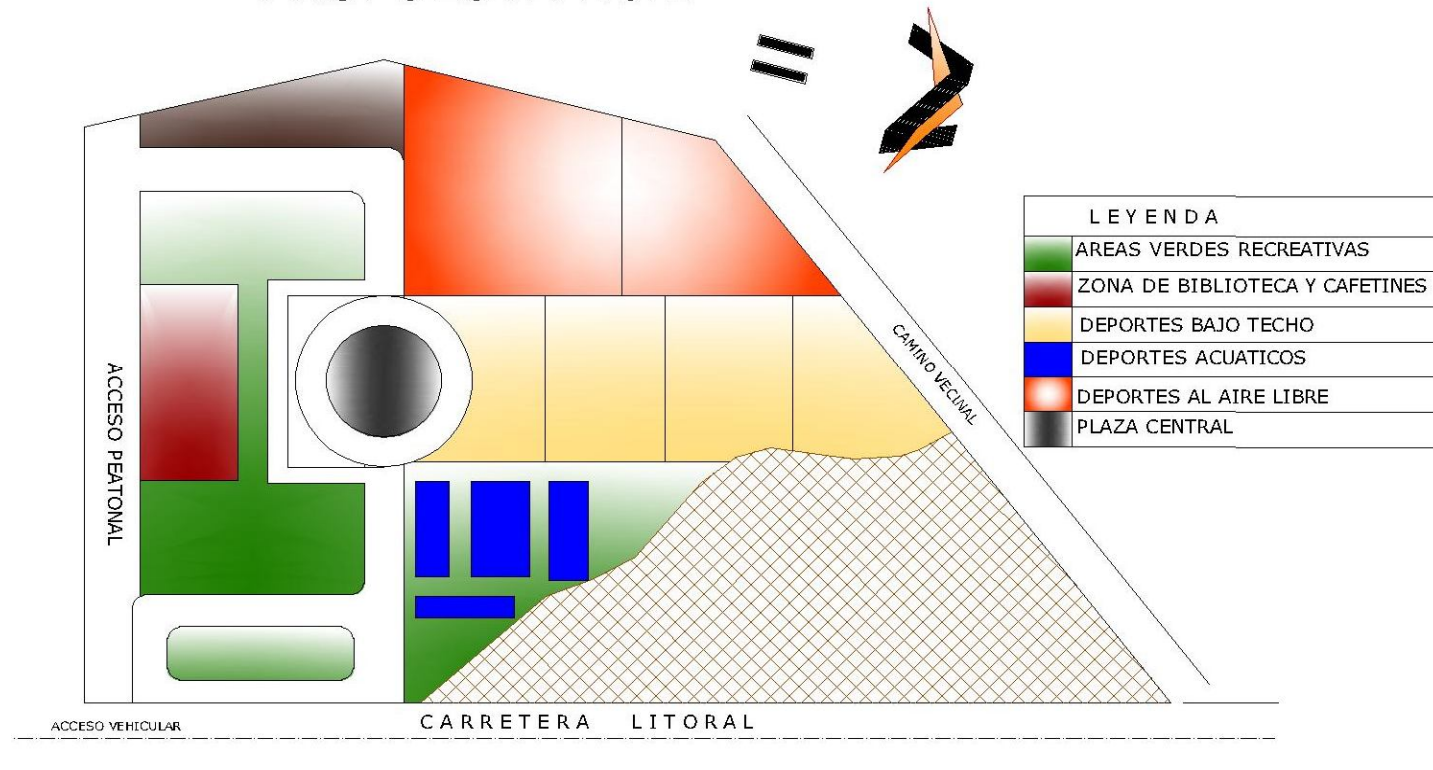 LEYENDA
AREAS VERDES RECREATIVAS
ZONA DE BIBLIOTECA Y CAFETINES
DEPORTES BAJO TECHO
DEPORTES ACUATICOS
DEPORTES AL AIRE LIBRE
PLAZA CENTRAL
CAMINO VECINAL
ACCESO PEATONAL
ACCESO VEHICULAR
CARRETERA LITORAL